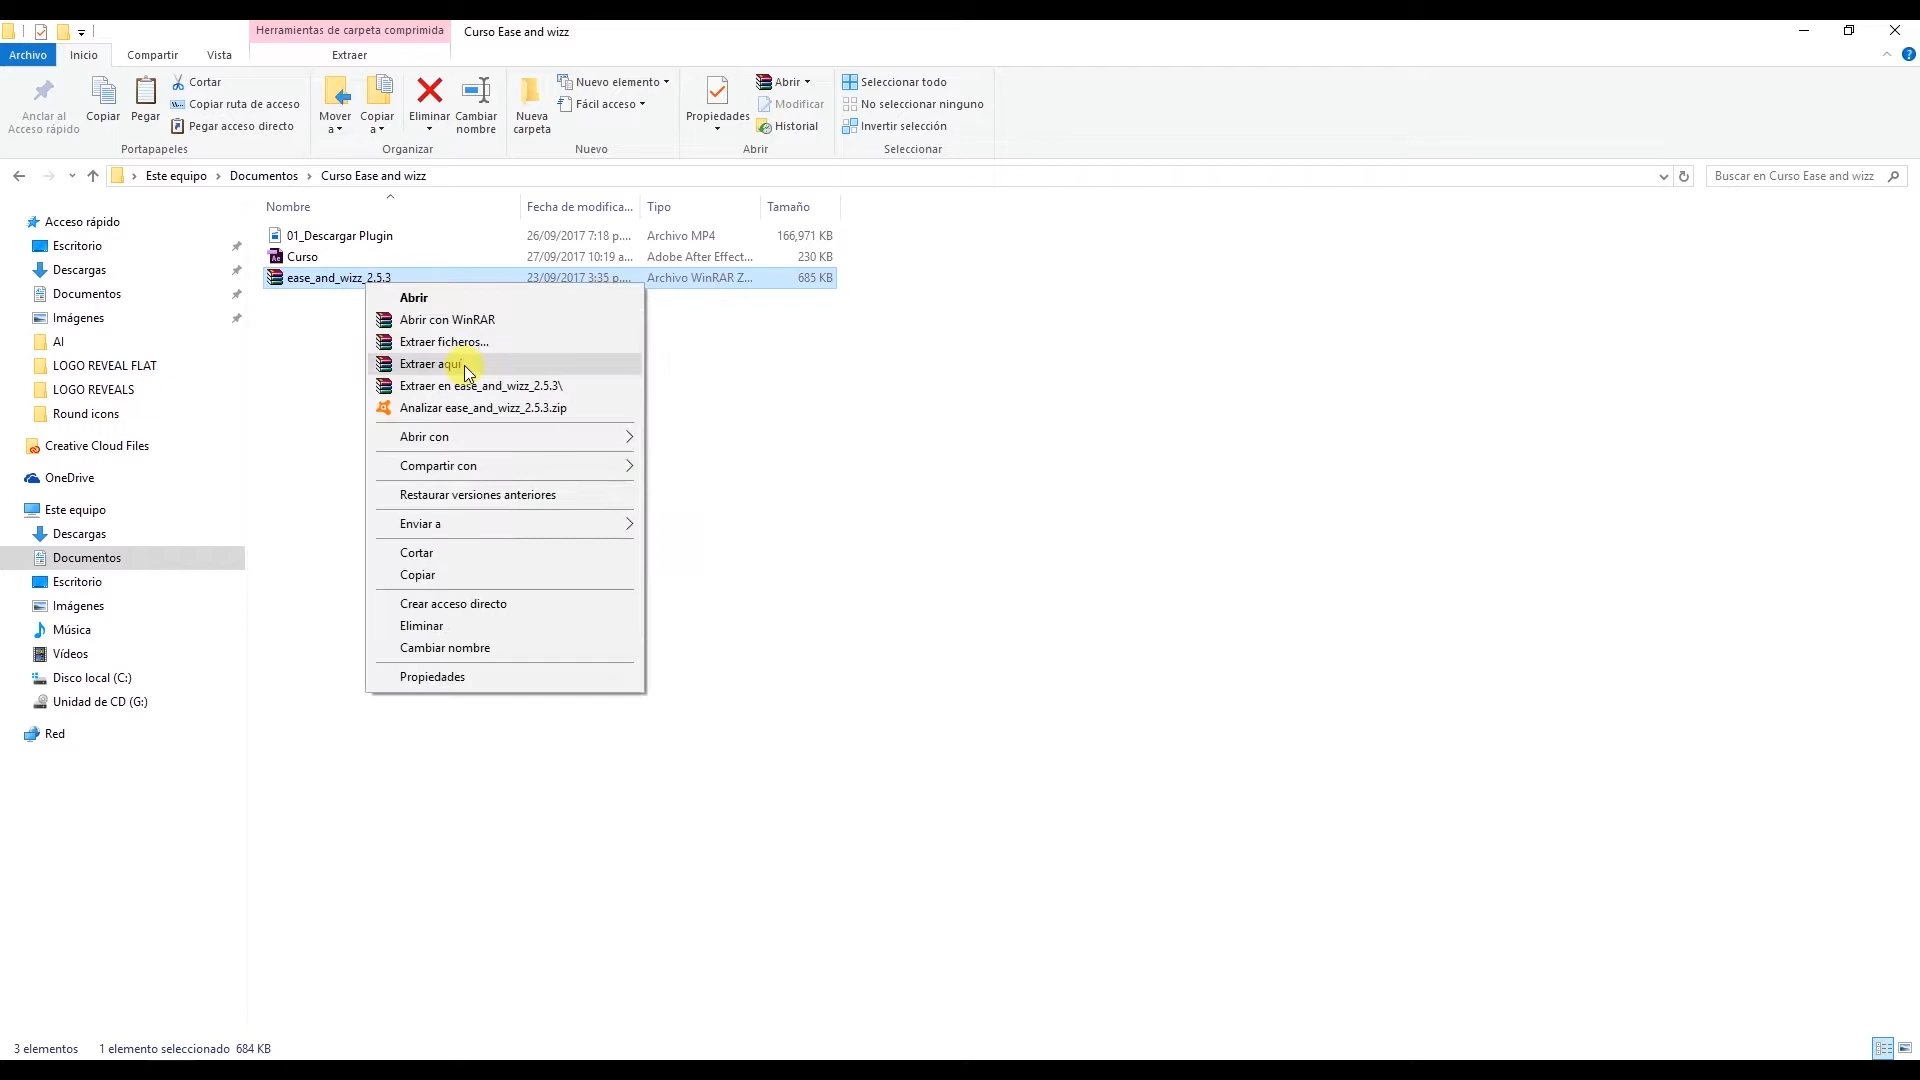 Herramientas de carpeta comprimida
Curso Ease and wizz
Archivo
Inicio
Compartir
Vista
Extraer
Anclar al
Acceso rápido
Copiar
Pegar
Cortar
Copiar ruta de acceso
Pegar acceso directo
Portapapeles
Mover
a
Copiar
a
Eliminar
Cambiar
nombre
Organizar
Nueva
carpeta
Nuevo elemento
Fácil acceso
Nuevo
Propiedades
Abrir
Modificar
Historial
Abrir
Seleccionar todo
No seleccionar ninguno
Invertir selección
Seleccionar
Este equipo
Documentos
Curso Ease and wizz
Buscar en Curso Ease and wizz
Acceso rápido
Escritorio
Descargas
Documentos
Imágenes
AI
LOGO REVEAL FLAT
LOGO REVEALS
Round icons
Creative Cloud Files
OneDrive
Este equipo
Descargas
Documentos
Escritorio
Imágenes
Música
Vídeos
Disco local (C:)
Unidad de CD (G:)
Red
Nombre Fecha de modifica... Tipo Tamaño
01_Descargar Plugin 26/09/2017 7:18 p.... Archivo MP4 166,971 KB
Curso 27/09/2017 10:19 a... Adobe After Effect... 230 KB
ease_and_wizz_2.5.3 23/09/2017 3:35 p.... Archivo WinRAR Z... 685 KB
Abrir
Abrir con WinRAR
Extraer ficheros...
Extraer aquí
Extraer en ease_and_wizz_2.5.3\
Analizar ease_and_wizz_2.5.3.zip
Abrir con
Compartir con
Restaurar versiones anteriores
Enviar a
Cortar
Copiar
Crear acceso directo
Eliminar
Cambiar nombre
Propiedades
3 elementos
1 elemento seleccionado 684 KB